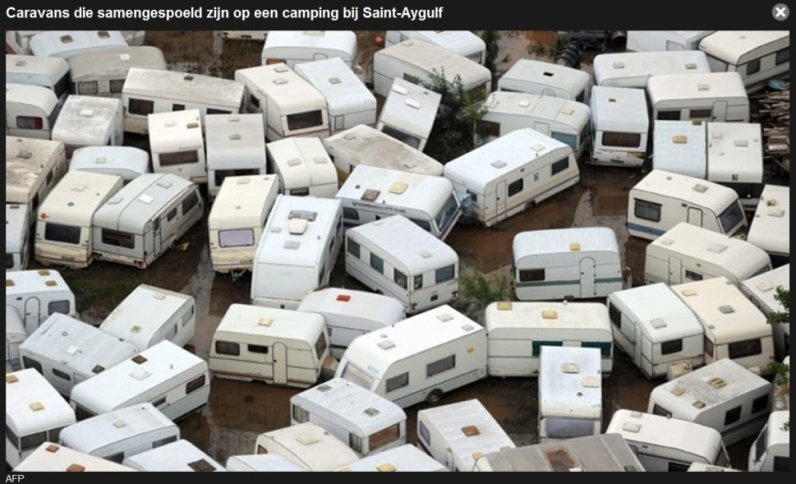 Caravans die samengespoeld zijn op een camping bij Saint-Aygulf
AFP